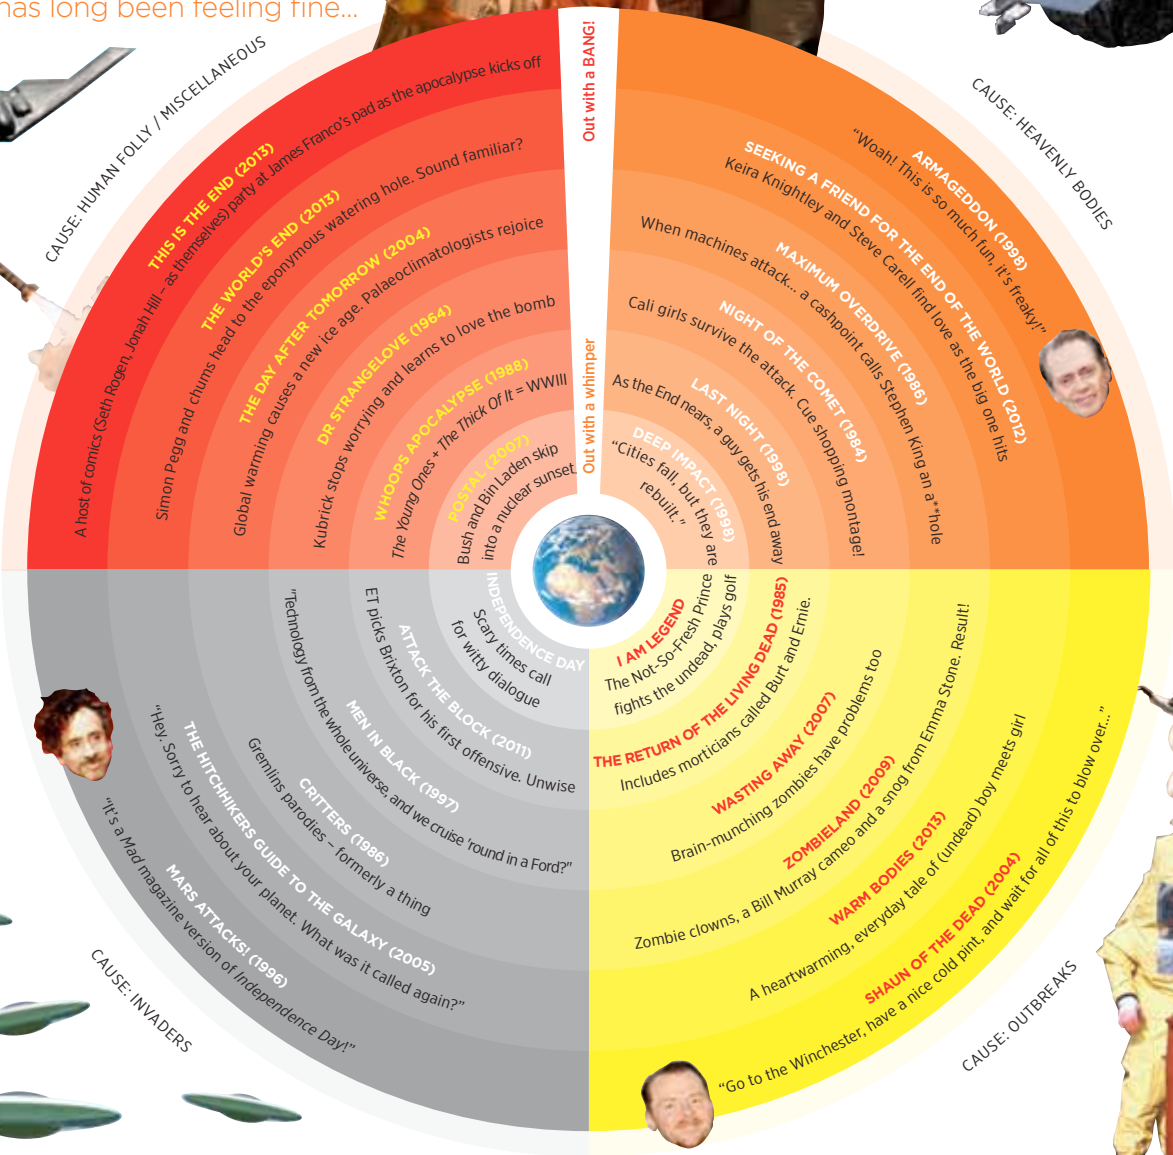 has long been feeling fine...
Out with a BANG!
Out with a whimper
CAUSE: HUMAN FOLLY / MISCELLANEOUS
THIS IS THE END (2013)
A host of comics (Seth Rogen, Jonah Hill – as themselves) party at James Franco's pad as the apocalypse kicks off
THE WORLD'S END (2013)
Simon Pegg and chums head to the eponymous watering hole. Sound familiar?
THE DAY AFTER TOMORROW (2004)
Global warming causes a new ice age. Palaeoclimatologists rejoice
DR STRANGELOVE (1964)
Kubrick stops worrying and learns to love the bomb
WHOOPS APOCALYPSE (1988)
The Young Ones + The Thick Of It = WWIII
POSTAL (2007)
Bush and Bin Laden skip
into a nuclear sunset.
CAUSE: HEAVENLY BODIES
ARMAGEDDON (1998)
"Woah! This is so much fun, it's freaky!"
SEEKING A FRIEND FOR THE END OF THE WORLD (2012)
Keira Knightley and Steve Carell find love as the big one hits
MAXIMUM OVERDRIVE (1986)
When machines attack... a cashpoint calls Stephen King an a**hole
NIGHT OF THE COMET (1984)
Cali girls survive the attack. Cue shopping montage!
LAST NIGHT (1998)
As the End nears, a guy gets his end away
DEEP IMPACT (1998)
"Cities fall, but they are
rebuilt."
INDEPENDENCE DAY
Scary times call
for witty dialogue
ATTACK THE BLOCK (2011)
ET picks Brixton for his first offensive. Unwise
MEN IN BLACK (1997)
"Technology from the whole universe, and we cruise 'round in a Ford?"
CRITTERS (1986)
Gremlins parodies – formerly a thing
THE HITCHHIKERS GUIDE TO THE GALAXY (2005)
"Hey. Sorry to hear about your planet. What was it called again?"
MARS ATTACKS! (1996)
"It's a Mad magazine version of Independence Day!"
CAUSE: INVADERS
I AM LEGEND
The Not-So-Fresh Prince
fights the undead, plays golf
THE RETURN OF THE LIVING DEAD (1985)
Includes morticians called Burt and Ernie.
WASTING AWAY (2007)
Brain-munching zombies have problems too
ZOMBIELAND (2009)
Zombie clowns, a Bill Murray cameo and a snog from Emma Stone. Result!
WARM BODIES (2013)
A heartwarming, everyday tale of (undead) boy meets girl
SHAUN OF THE DEAD (2004)
"Go to the Winchester, have a nice cold pint, and wait for all of this to blow over..."
CAUSE: OUTBREAKS